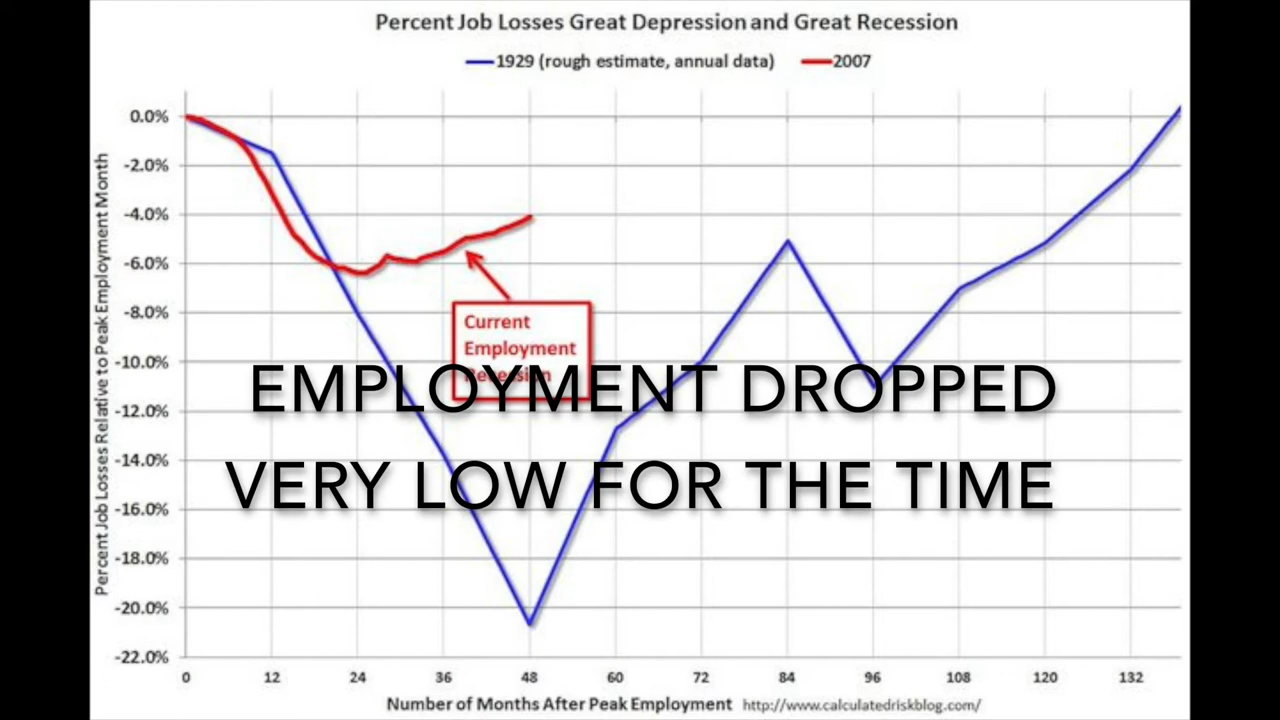 Percent Job Losses Great Depression and Great Recession
1929 (rough estimate, annual data) 2007
Percent Job Losses Relative to Peak Employment Month
0.0%
-2.0%
-4.0%
-6.0%
-8.0%
-10.0%
-12.0%
-14.0%
-16.0%
-18.0%
-20.0%
-22.0%
Current
Employment
Recession
EMPLOYMENT DROPPED
VERY LOW FOR THE TIME
0 12 24 36 48 60 72 84 96 108 120 132
Number of Months After Peak Employment http://www.calculatedriskblog.com/